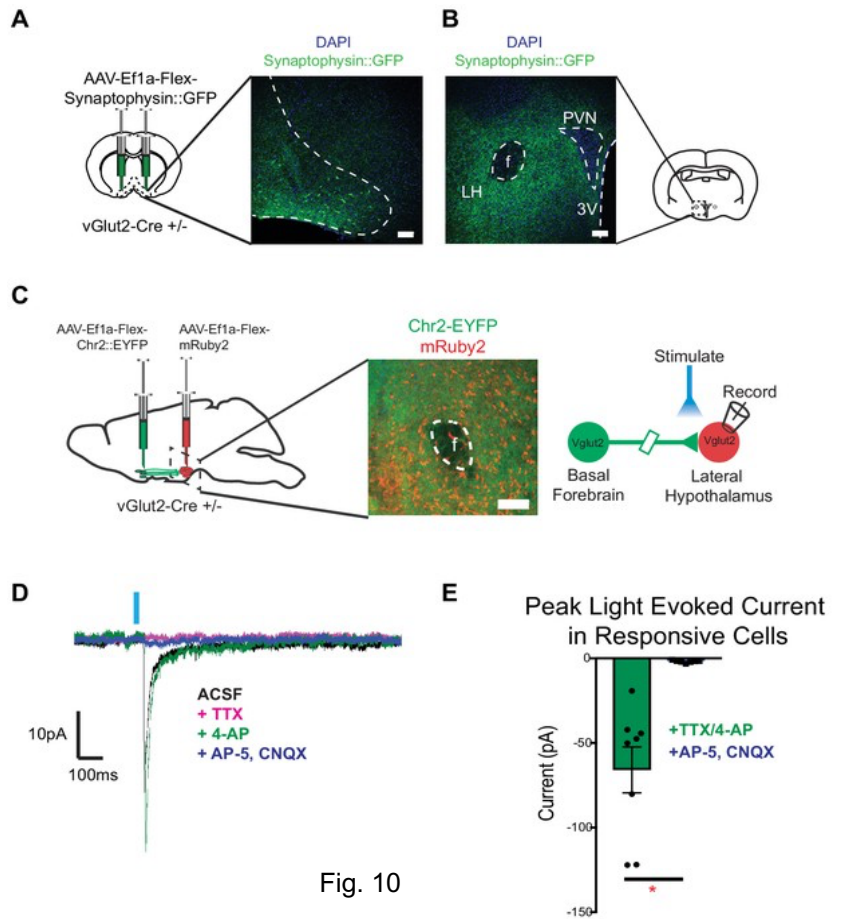 A
DAPI
Synaptophysin::GFP
AAV-Ef1a-Flex-
Synaptophysin::GFP
vGlut2-Cre +/-
B
DAPI
Synaptophysin::GFP
PVN
f
LH
3V
C
AAV-Ef1a-Flex-
Chr2::EYFP
AAV-Ef1a-Flex-
mRuby2
vGlut2-Cre +/-
Chr2-EYFP
mRuby2
f
Stimulate
Record
Vglut2
Vglut2
Basal
Forebrain
Lateral
Hypothalamus
D
ACSF
+ TTX
+ 4-AP
+ AP-5, CNQX
10pA
100ms
E
Peak Light Evoked Current
in Responsive Cells
Current (pA)
0
-50
-100
-150
+TTX/4-AP
+AP-5, CNQX
*
Fig. 10